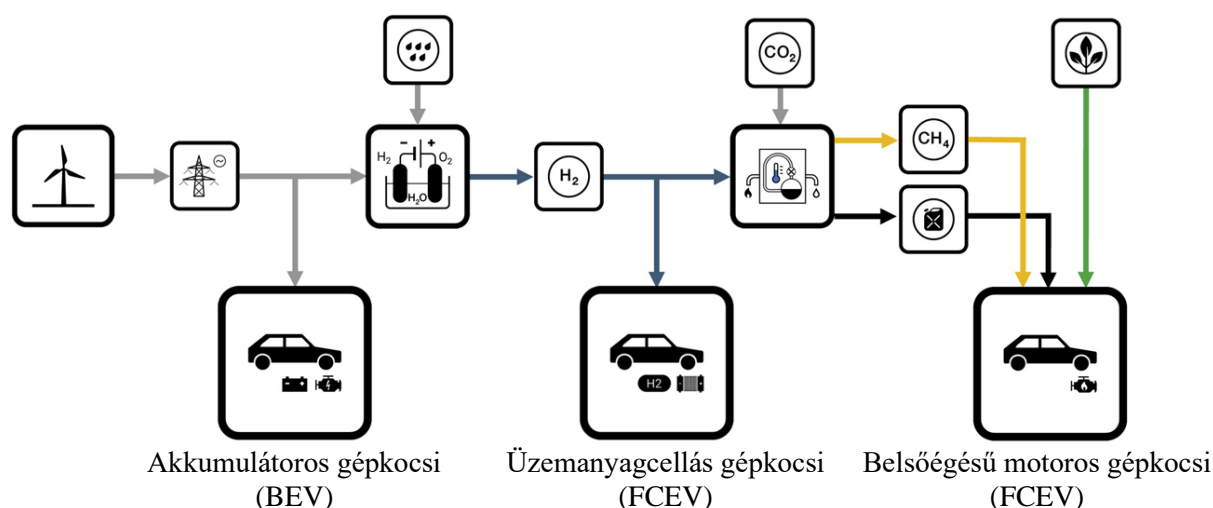 CO₂
H₂ − + O₂
H₂O
H₂
CH₄
H2
Akkumulátoros gépkocsi
(BEV)
Üzemanyagcellás gépkocsi
(FCEV)
Belsőégésű motoros gépkocsi
(FCEV)